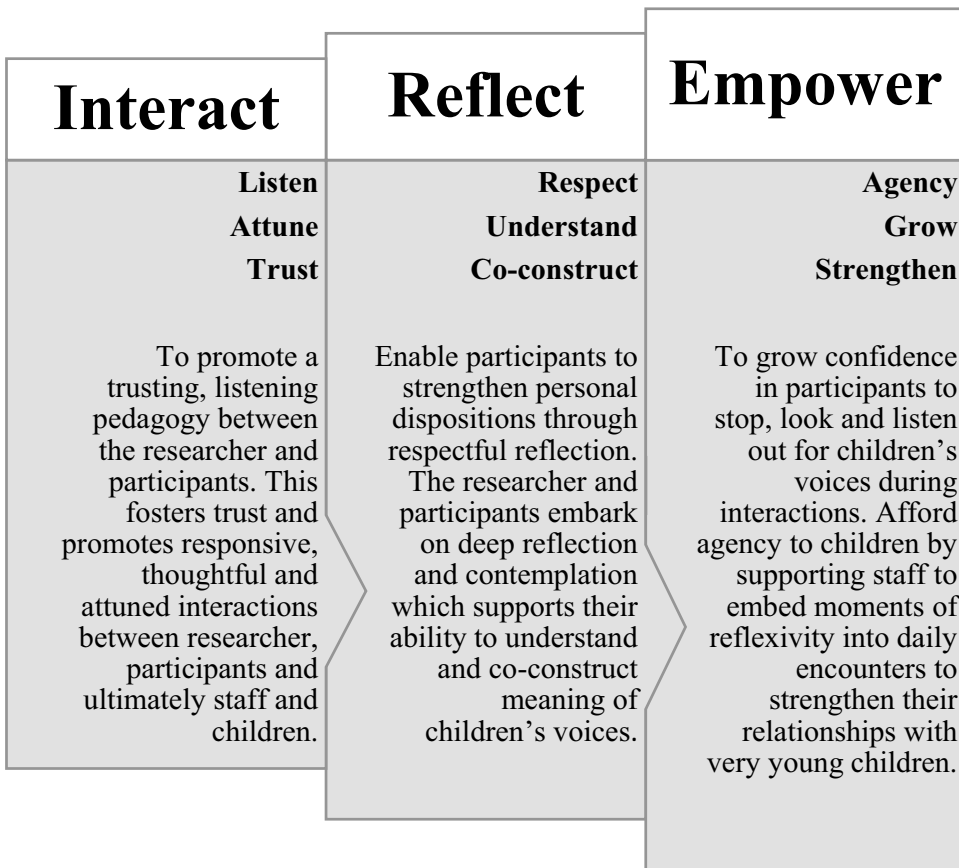 Interact
Listen
Attune
Trust
To promote a
trusting, listening
pedagogy between
the researcher and
participants. This
fosters trust and
promotes responsive,
thoughtful and
attuned interactions
between researcher,
participants and
ultimately staff and
children.
Reflect
Respect
Understand
Co-construct
Enable participants to
strengthen personal
dispositions through
respectful reflection.
The researcher and
participants embark
on deep reflection
and contemplation
which supports their
ability to understand
and co-construct
meaning of
children’s voices.
Empower
Agency
Grow
Strengthen
To grow confidence
in participants to
stop, look and listen
out for children’s
voices during
interactions. Afford
agency to children by
supporting staff to
embed moments of
reflexivity into daily
encounters to
strengthen their
relationships with
very young children.